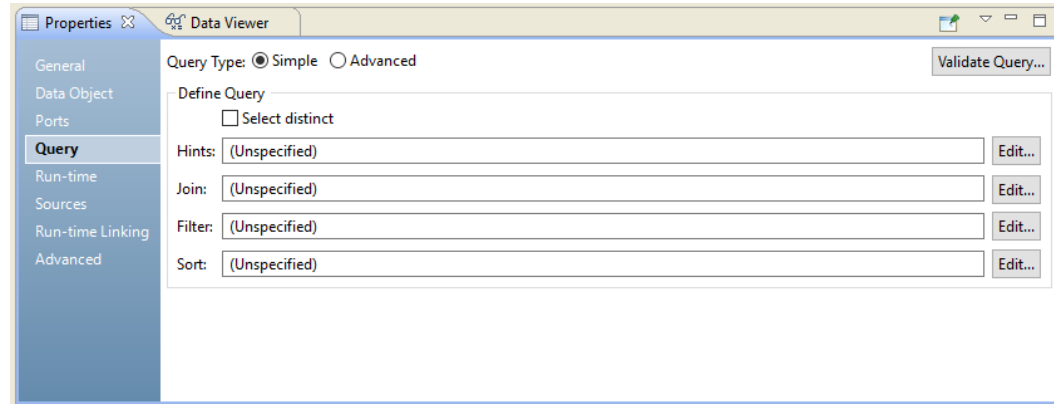 Properties Data Viewer
General
Data Object
Ports
Query
Run-time
Sources
Run-time Linking
Advanced
Query Type: Simple Advanced Validate Query...
Define Query
Select distinct
Hints: (Unspecified) Edit...
Join: (Unspecified) Edit...
Filter: (Unspecified) Edit...
Sort: (Unspecified) Edit...